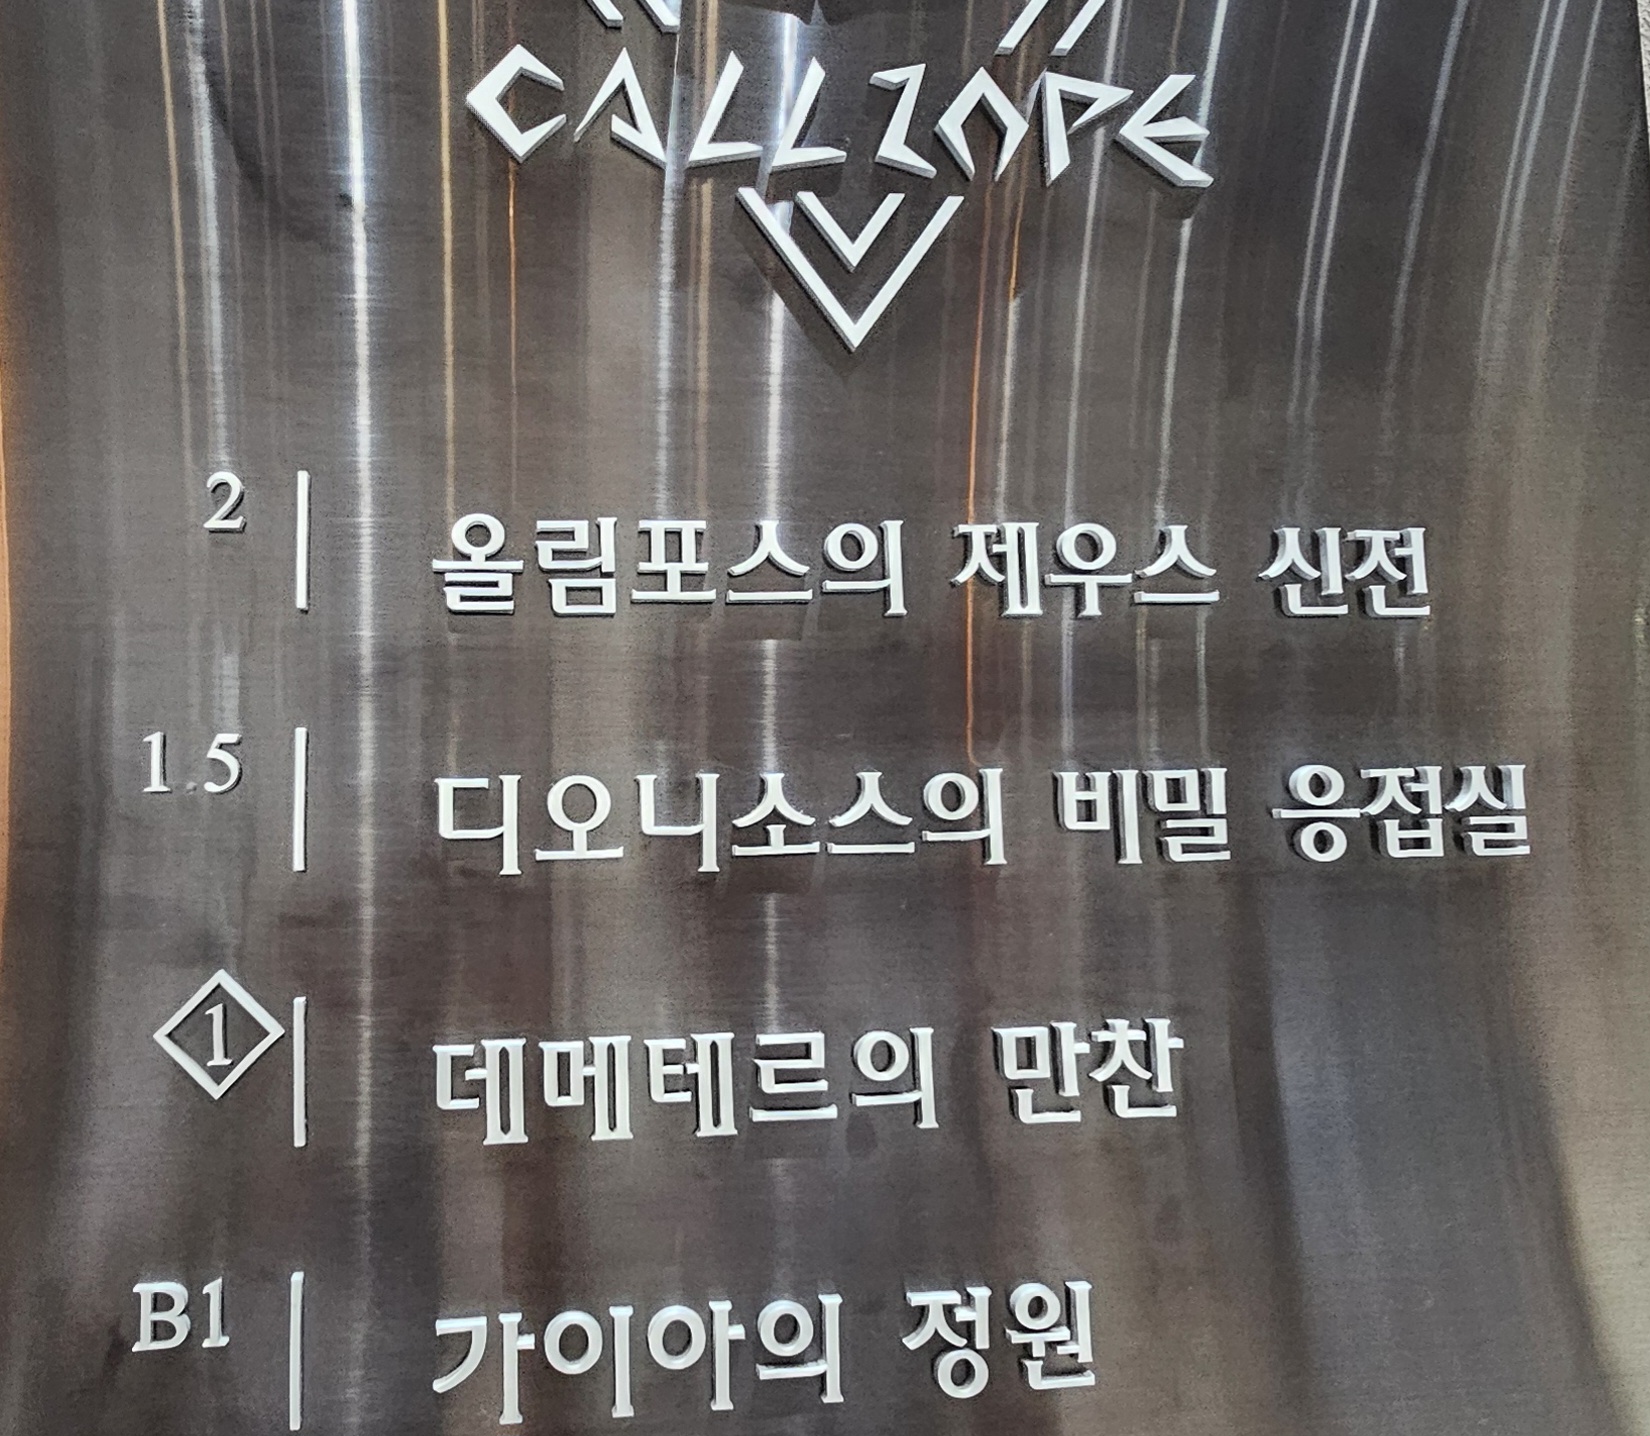 CALLIOPE
2 | 올림포스의 제우스 신전
1.5 | 디오니소스의 비밀 응접실
1 | 데메테르의 만찬
B1 | 가이아의 정원